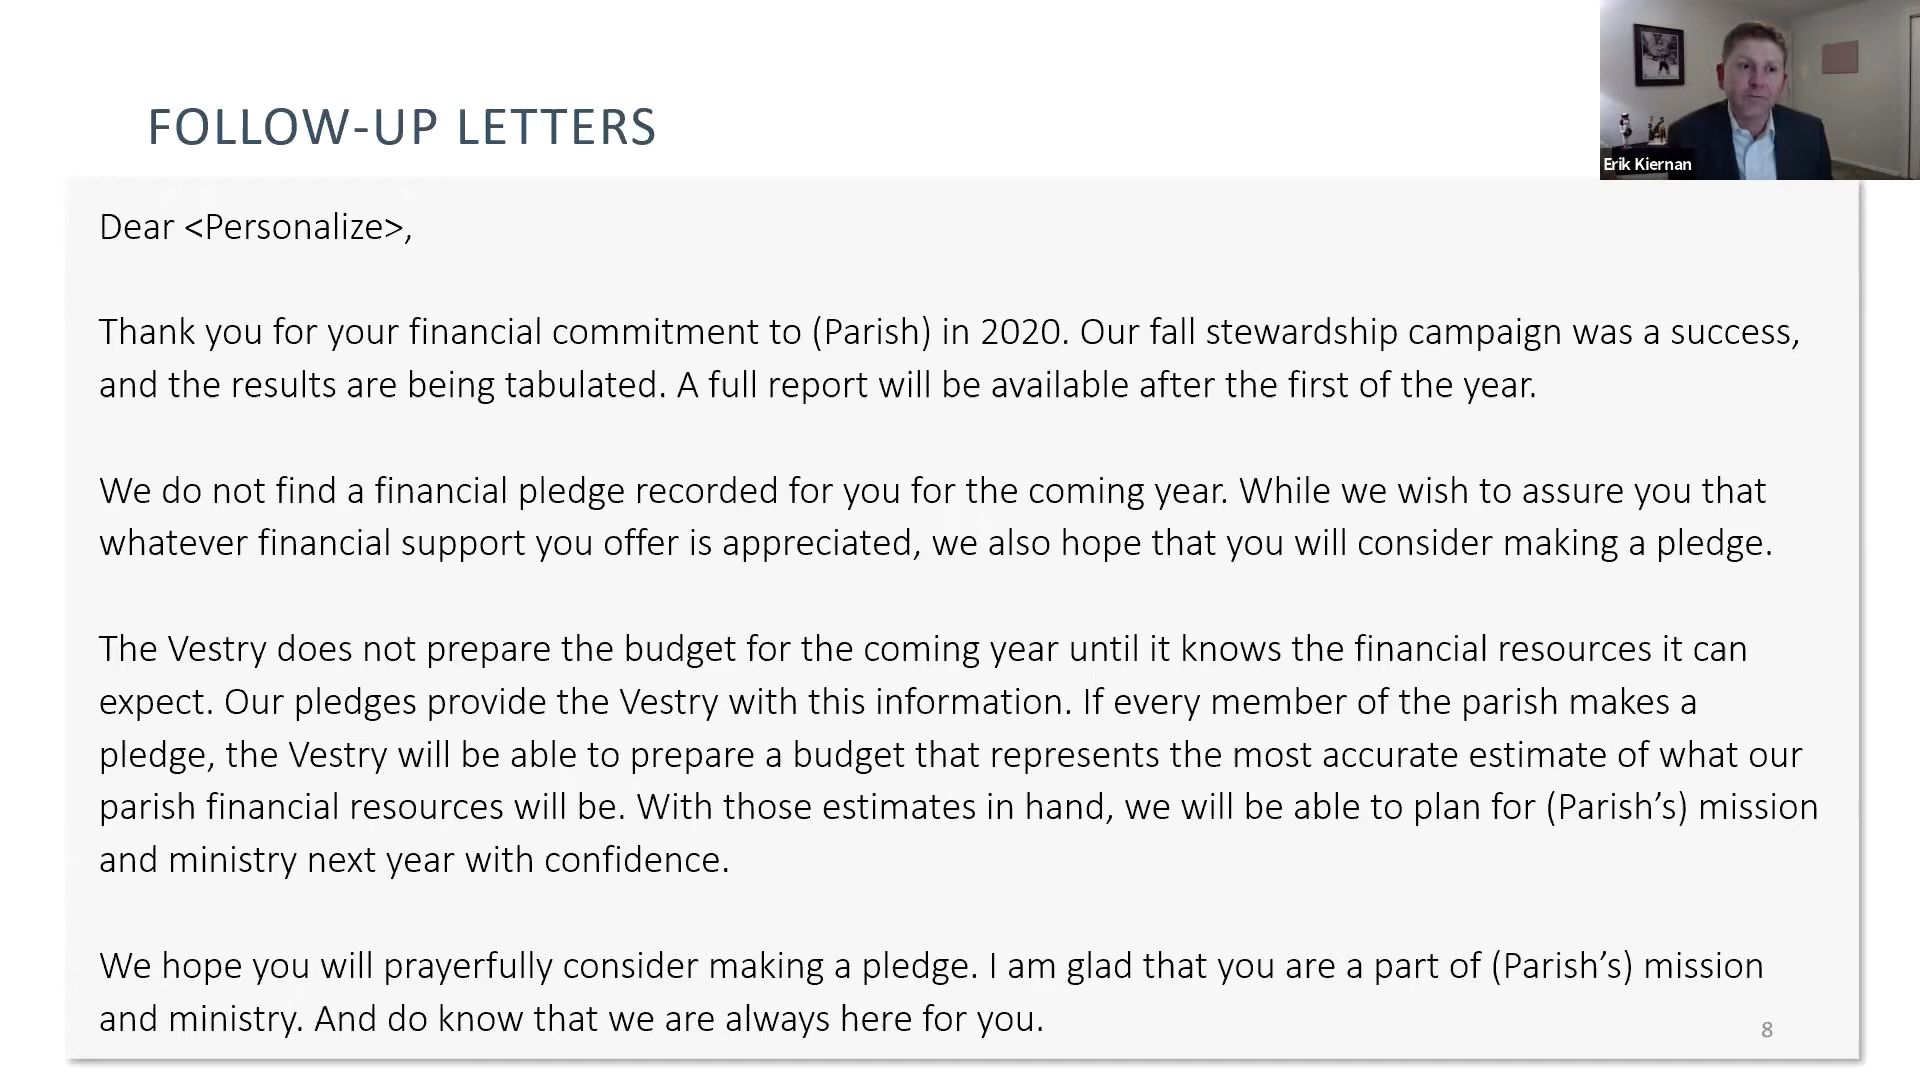 FOLLOW-UP LETTERS
Erik Kiernan
Dear <Personalize>,
Thank you for your financial commitment to (Parish) in 2020. Our fall stewardship campaign was a success,
and the results are being tabulated. A full report will be available after the first of the year.
We do not find a financial pledge recorded for you for the coming year. While we wish to assure you that
whatever financial support you offer is appreciated, we also hope that you will consider making a pledge.
The Vestry does not prepare the budget for the coming year until it knows the financial resources it can
expect. Our pledges provide the Vestry with this information. If every member of the parish makes a
pledge, the Vestry will be able to prepare a budget that represents the most accurate estimate of what our
parish financial resources will be. With those estimates in hand, we will be able to plan for (Parish’s) mission
and ministry next year with confidence.
We hope you will prayerfully consider making a pledge. I am glad that you are a part of (Parish’s) mission
and ministry. And do know that we are always here for you.
8